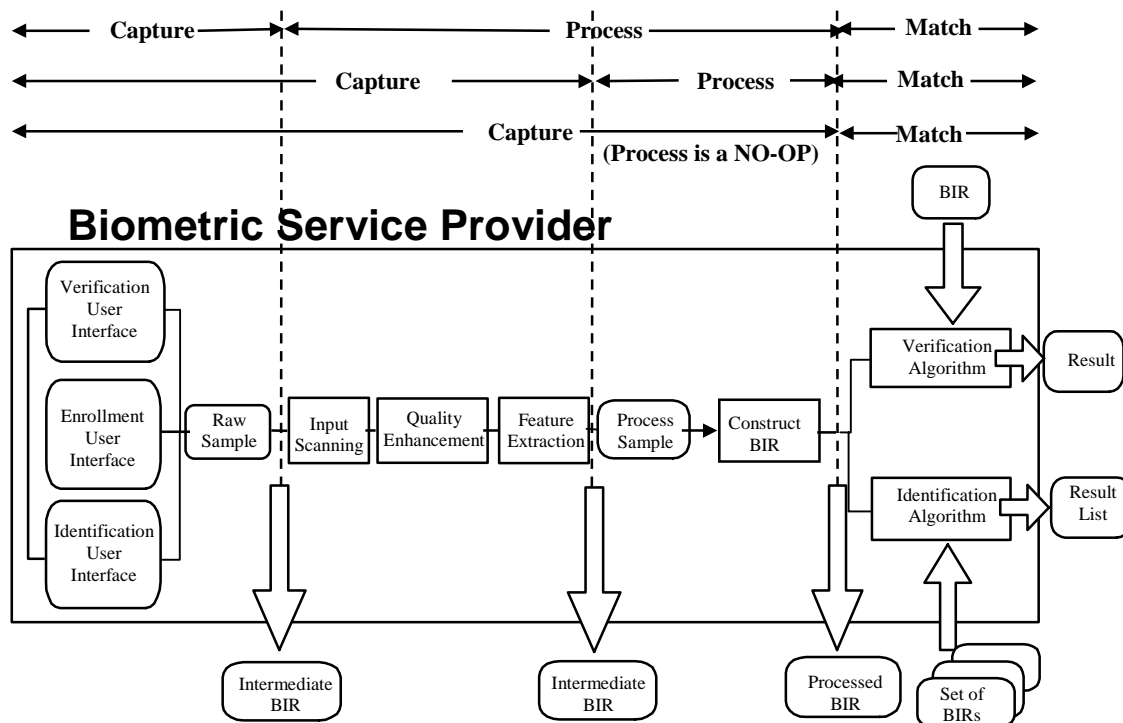 Capture Process Match
Capture Process Match
Capture Match
(Process is a NO-OP)
BIR
Biometric Service Provider
Verification
User
Interface
Enrollment
User
Interface
Identification
User
Interface
Raw
Sample
Input
Scanning
Quality
Enhancement
Feature
Extraction
Process
Sample
Construct
BIR
Verification
Algorithm
Result
Identification
Algorithm
Result
List
Intermediate
BIR
Intermediate
BIR
Processed
BIR
Set of
BIRs